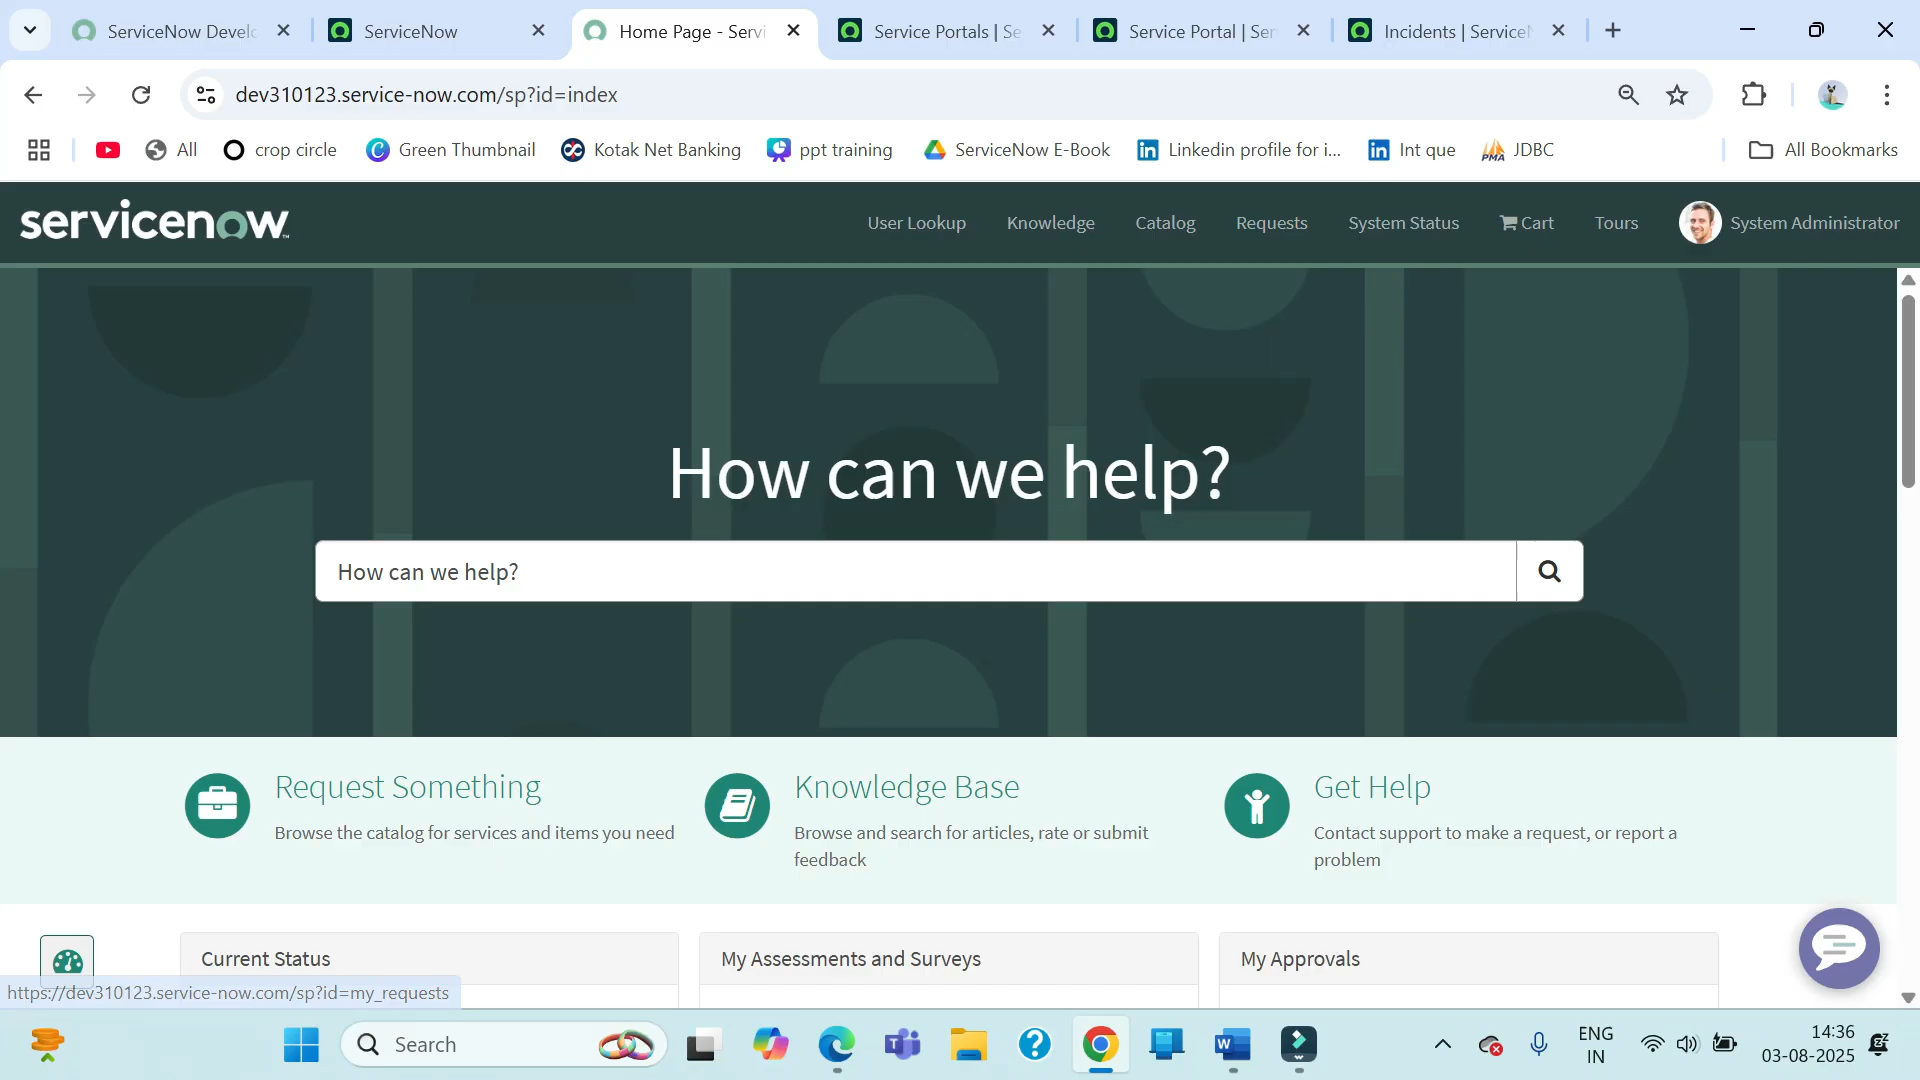 ServiceNow Develo
ServiceNow
Home Page - Servi
Service Portals | Se
Service Portal | Ser
Incidents | ServiceN
dev310123.service-now.com/sp?id=index
All
crop circle
Green Thumbnail
Kotak Net Banking
ppt training
ServiceNow E-Book
Linkedin profile for i...
Int que
JDBC
All Bookmarks
servicenow
User Lookup
Knowledge
Catalog
Requests
System Status
Cart
Tours
System Administrator
How can we help?
How can we help?
Request Something
Browse the catalog for services and items you need
Knowledge Base
Browse and search for articles, rate or submit
feedback
Get Help
Contact support to make a request, or report a
problem
Current Status
My Assessments and Surveys
My Approvals
https://dev310123.service-now.com/sp?id=my_requests
Search
ENG
IN
14:36
03-08-2025